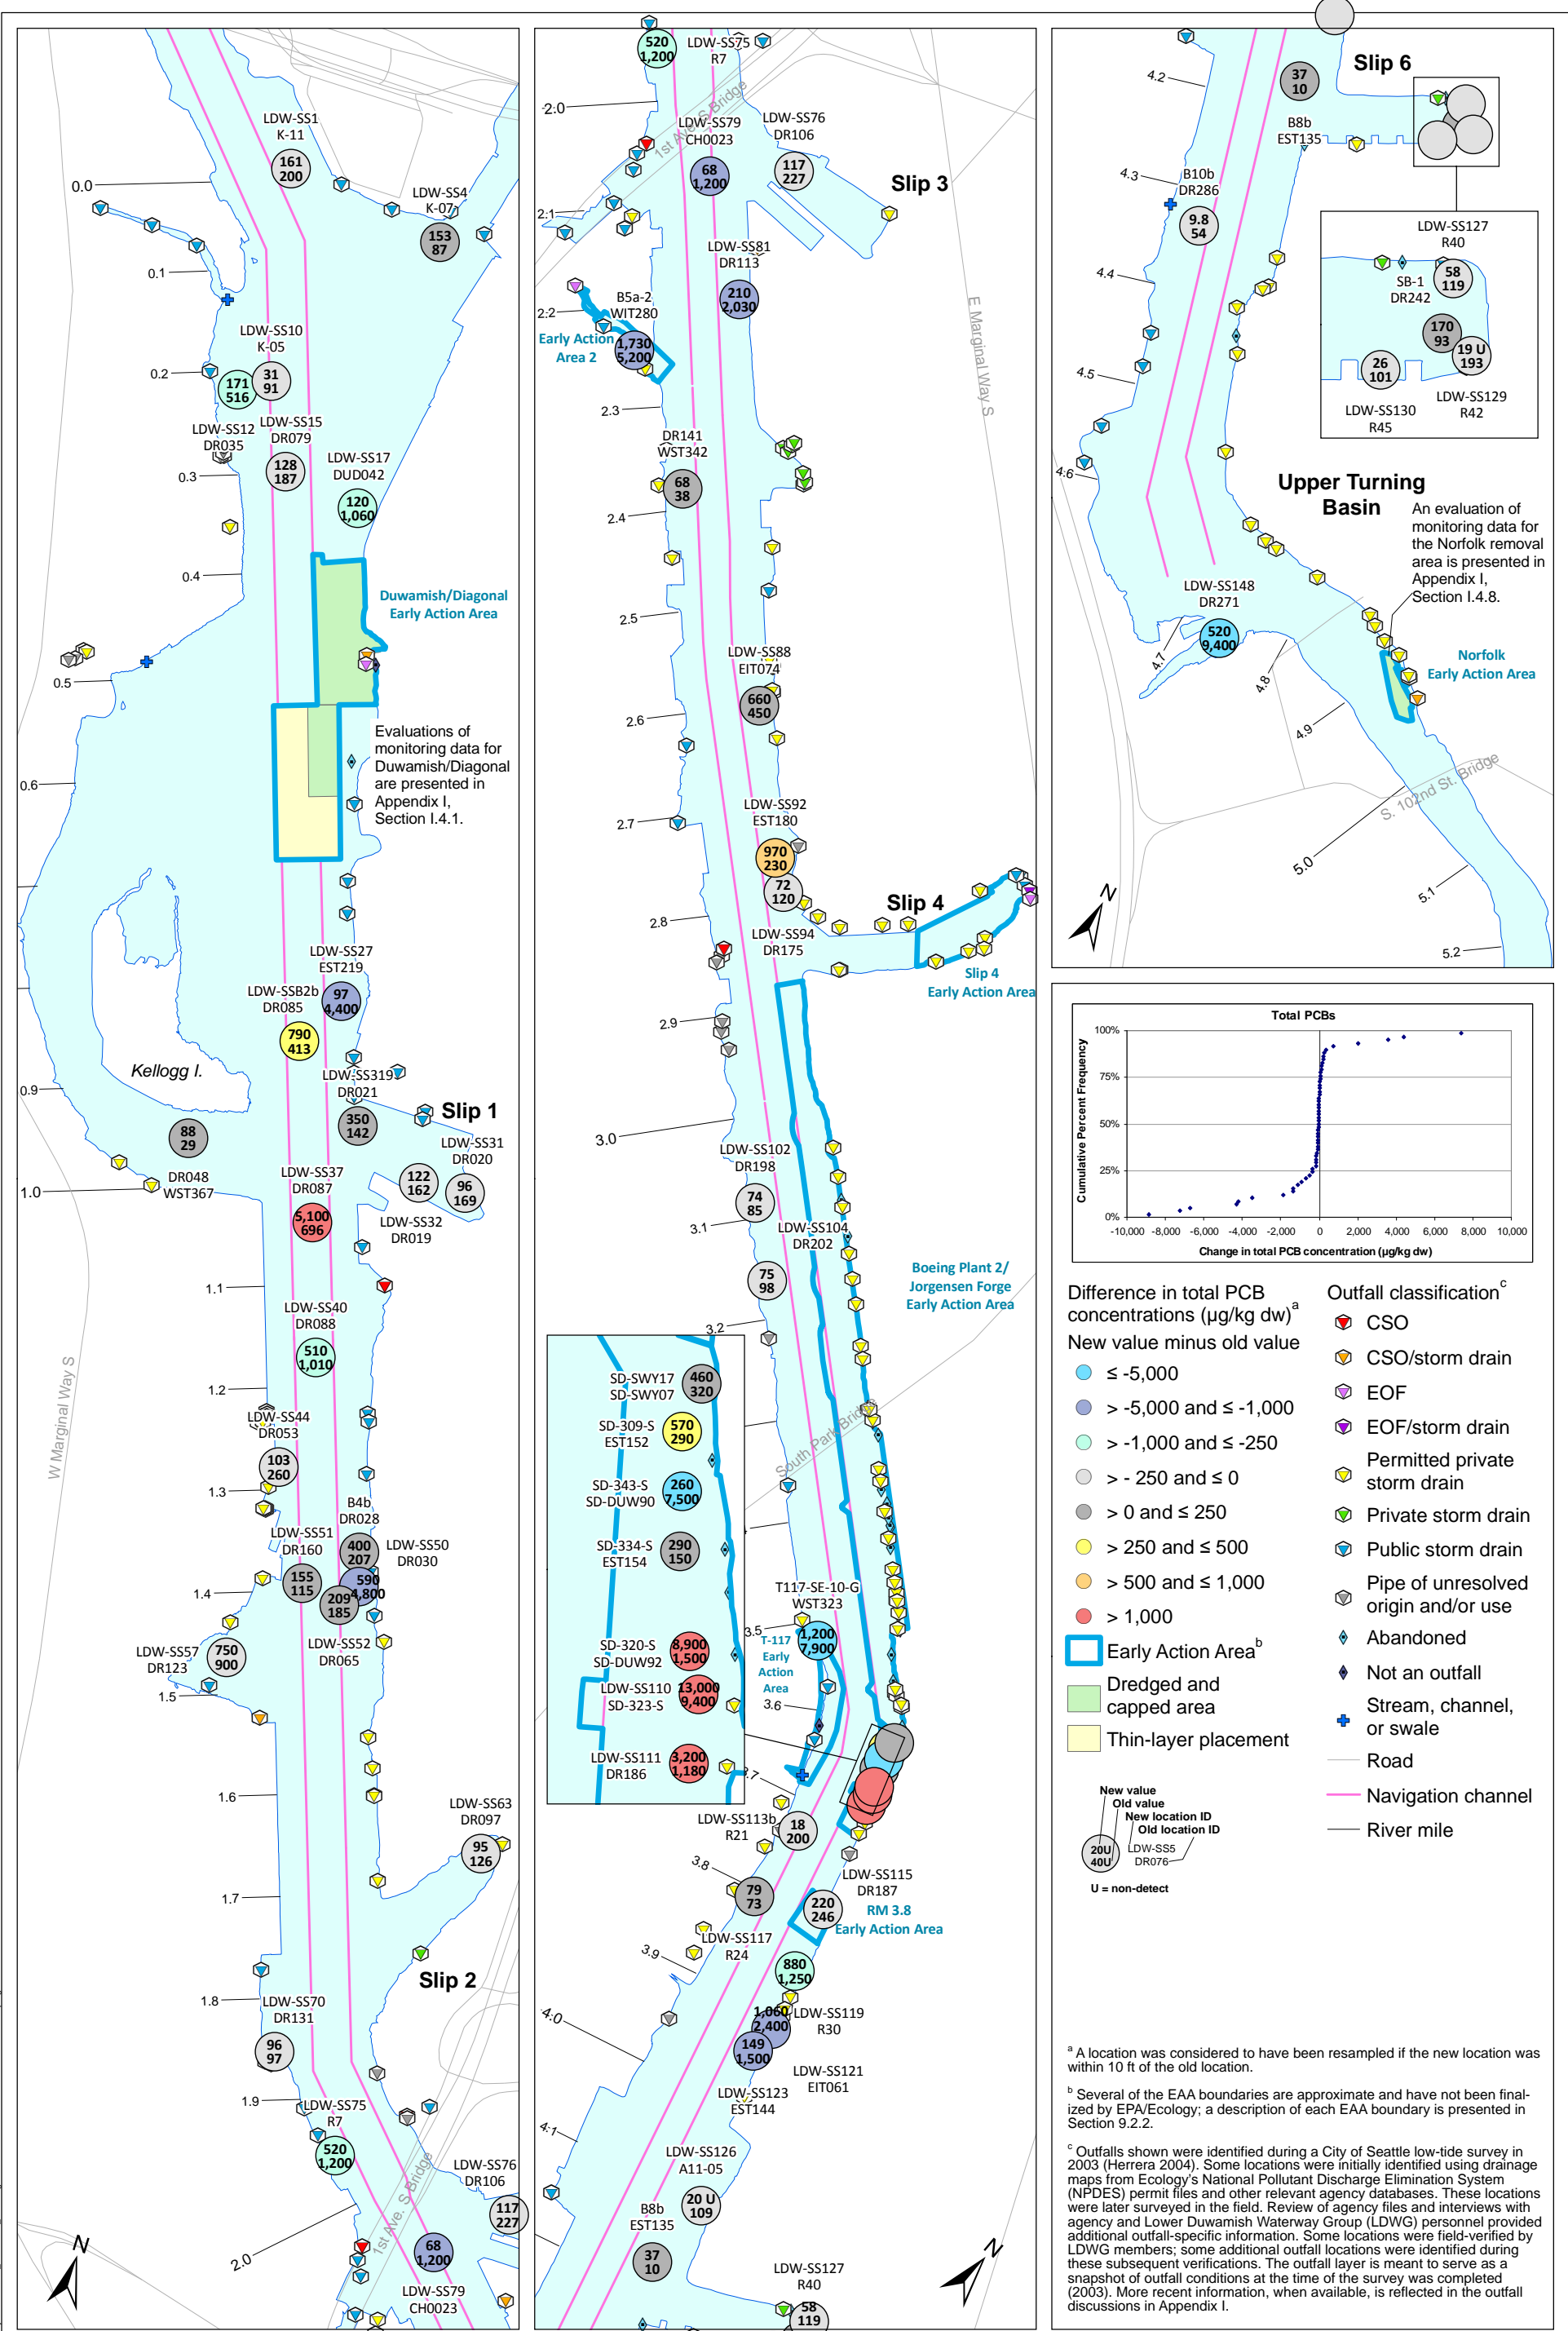 LDW-SS1
K-11
161
200
0.0
LDW-SS4
K-07
153
87
0.1
LDW-SS10
K-05
31
91
0.2
171
516
LDW-SS12
DR035
LDW-SS15
DR079
128
187
LDW-SS17
DUD042
120
1,060
0.3
0.4
Duwamish/Diagonal
Early Action Area
0.5
Evaluations of
monitoring data for
Duwamish/Diagonal
are presented in
Appendix I,
Section I.4.1.
0.6
LDW-SS27
EST219
97
4,400
LDW-SSB2b
DR085
790
413
Kellogg I.
0.9
LDW-SS319
DR021
350
142
Slip 1
88
29
DR048
WST367
LDW-SS31
DR020
122
162
96
169
LDW-SS32
DR019
1.0
LDW-SS37
DR087
5,100
696
1.1
LDW-SS40
DR088
510
1,010
1.2
W Marginal Way S
LDW-SS44
DR053
103
260
1.3
B4b
DR028
400
207
LDW-SS50
DR030
590
4,800
LDW-SS51
DR160
155
115
209
185
LDW-SS52
DR065
1.4
LDW-SS57
DR123
750
900
1.5
1.6
LDW-SS63
DR097
95
126
1.7
Slip 2
1.8
LDW-SS70
DR131
96
97
1.9
LDW-SS75
R7
520
1,200
LDW-SS76
DR106
117
227
1st Ave. S Bridge
2.0
68
1,200
LDW-SS79
CH0023
N
520
1,200
LDW-SS75
R7
2.0
1st Ave. S Bridge
LDW-SS79
CH0023
68
1,200
LDW-SS76
DR106
117
227
Slip 3
2.1
LDW-SS81
DR113
210
2,030
B5a-2
WIT280
1,730
5,200
2.2
Early Action
Area 2
E Marginal Way S
2.3
DR141
WST342
68
38
2.4
2.5
LDW-SS88
EIT074
660
450
2.6
2.7
LDW-SS92
EST180
970
230
72
120
LDW-SS94
DR175
2.8
Slip 4
Slip 4
Early Action Area
2.9
3.0
LDW-SS102
DR198
74
85
3.1
LDW-SS104
DR202
75
98
3.2
Boeing Plant 2/
Jorgensen Forge
Early Action Area
South Park Bridge
SD-SWY17
SD-SWY07
460
320
SD-309-S
EST152
570
290
SD-343-S
SD-DUW90
260
7,500
SD-334-S
EST154
290
150
SD-320-S
SD-DUW92
8,900
1,500
LDW-SS110
SD-323-S
13,000
9,400
LDW-SS111
DR186
3,200
1,180
T117-SE-10-G
WST323
1,200
7,900
3.5
T-117
Early
Action
Area
3.6
LDW-SS113b
R21
18
200
3.8
79
73
LDW-SS117
R24
LDW-SS115
DR187
220
246
RM 3.8
Early Action Area
3.9
880
1,250
LDW-SS119
R30
4.0
1,060
2,400
149
1,500
LDW-SS121
EIT061
LDW-SS123
EST144
4.1
LDW-SS126
A11-05
20 U
109
B8b
EST135
37
10
LDW-SS127
R40
58
119
N
Slip 6
4.2
37
10
B8b
EST135
4.3
B10b
DR286
9.8
54
4.4
LDW-SS127
R40
58
119
SB-1
DR242
170
93
19 U
193
26
101
LDW-SS130
R45
LDW-SS129
R42
4.5
4.6
Upper Turning
Basin
An evaluation of
monitoring data for
the Norfolk removal
area is presented in
Appendix I,
Section I.4.8.
LDW-SS148
DR271
520
9,400
4.7
4.8
Norfolk
Early Action Area
4.9
S. 102nd St. Bridge
5.0
5.1
5.2
N
Total PCBs
Cumulative Percent Frequency
100%
75%
50%
25%
0%
-10,000 -8,000 -6,000 -4,000 -2,000 0 2,000 4,000 6,000 8,000 10,000
Change in total PCB concentration (µg/kg dw)
Difference in total PCB
concentrations (µg/kg dw)a
New value minus old value
≤ -5,000
> -5,000 and ≤ -1,000
> -1,000 and ≤ -250
> - 250 and ≤ 0
> 0 and ≤ 250
> 250 and ≤ 500
> 500 and ≤ 1,000
> 1,000
Early Action Areab
Dredged and
capped area
Thin-layer placement
New value
Old value
New location ID
Old location ID
20U
40U
LDW-SS5
DR076
U = non-detect
Outfall classificationc
CSO
CSO/storm drain
EOF
EOF/storm drain
Permitted private
storm drain
Private storm drain
Public storm drain
Pipe of unresolved
origin and/or use
Abandoned
Not an outfall
Stream, channel,
or swale
Road
Navigation channel
River mile
a A location was considered to have been resampled if the new location was
within 10 ft of the old location.
b Several of the EAA boundaries are approximate and have not been final-
ized by EPA/Ecology; a description of each EAA boundary is presented in
Section 9.2.2.
c Outfalls shown were identified during a City of Seattle low-tide survey in
2003 (Herrera 2004). Some locations were initially identified using drainage
maps from Ecology's National Pollutant Discharge Elimination System
(NPDES) permit files and other relevant agency databases. These locations
were later surveyed in the field. Review of agency files and interviews with
agency and Lower Duwamish Waterway Group (LDWG) personnel provided
additional outfall-specific information. Some locations were field-verified by
LDWG members; some additional outfall locations were identified during
these subsequent verifications. The outfall layer is meant to serve as a
snapshot of outfall conditions at the time of the survey was completed
(2003). More recent information, when available, is reflected in the outfall
discussions in Appendix I.